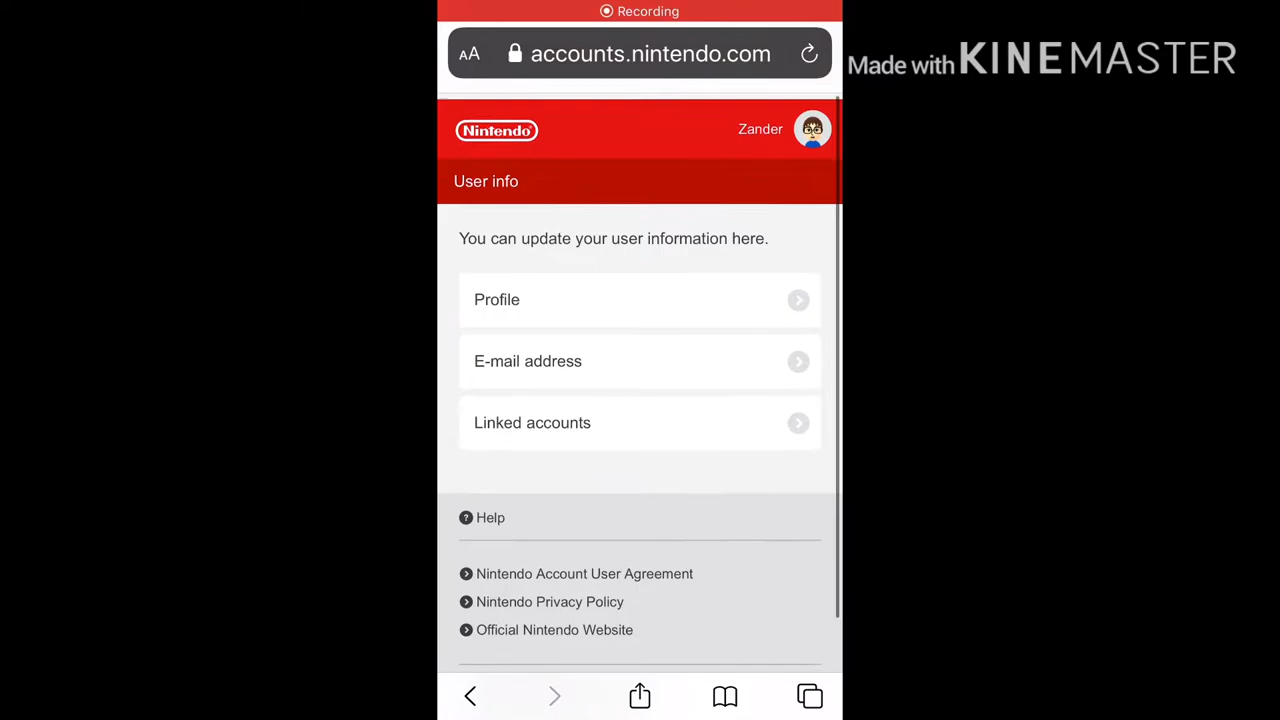 Recording
AA accounts.nintendo.com
Made with KINEMASTER
Nintendo Zander
User info
You can update your user information here.
Profile
E-mail address
Linked accounts
? Help
Nintendo Account User Agreement
Nintendo Privacy Policy
Official Nintendo Website